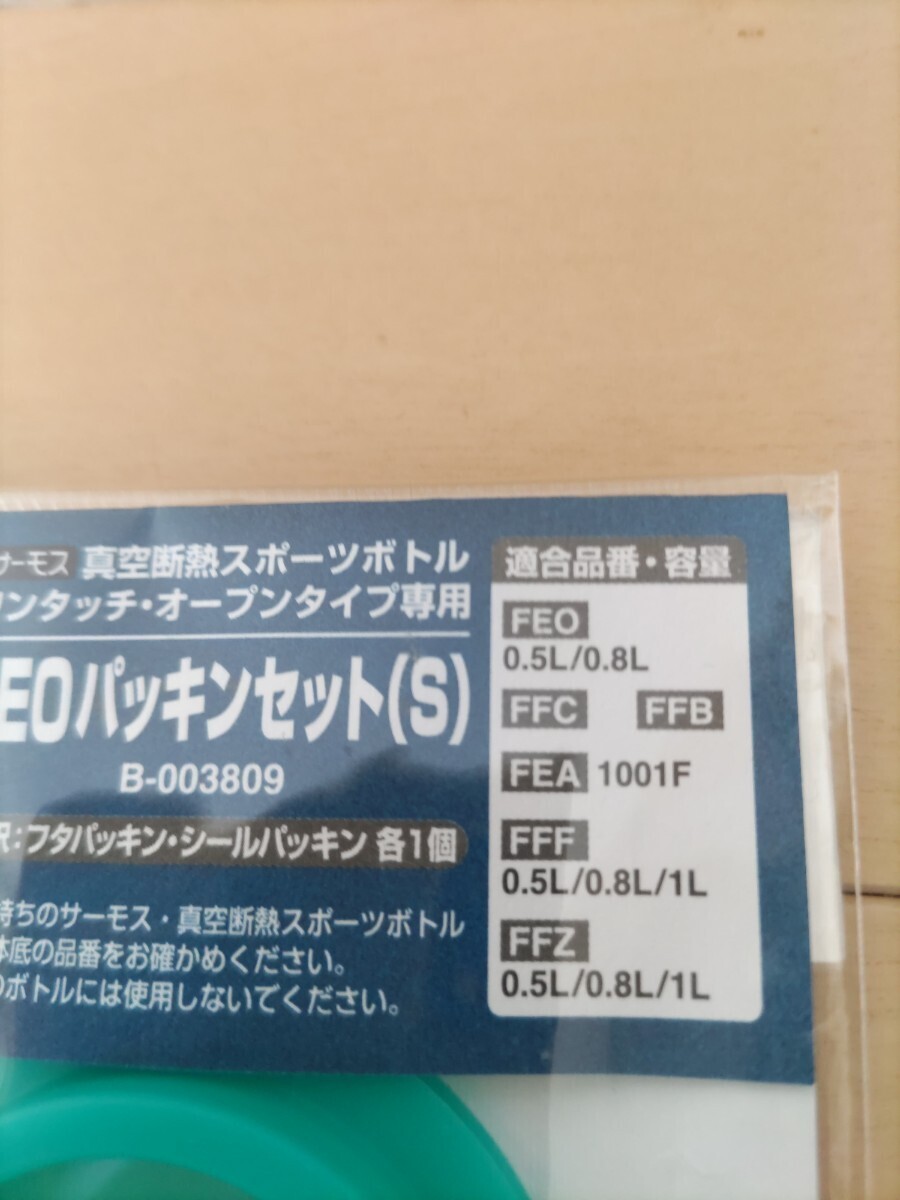 サーモス 真空断熱スポーツボトル
ワンタッチ・オープンタイプ専用
EOパッキンセット(S)
B-003809
訳:フタパッキン・シールパッキン 各1個
持ちのサーモス・真空断熱スポーツボトル
体底の品番をお確かめください。
のボトルには使用しないでください。
適合品番・容量
FEO
0.5L/0.8L
FFC FFB
FEA 1001F
FFF
0.5L/0.8L/1L
FFZ
0.5L/0.8L/1L